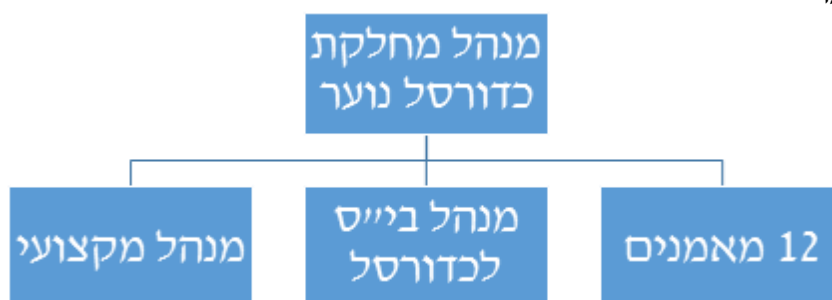 מנהל מחלקת
כדורסל נוער
12 מאמנים
מנהל בי״ס
לכדורסל
מנהל מקצועי